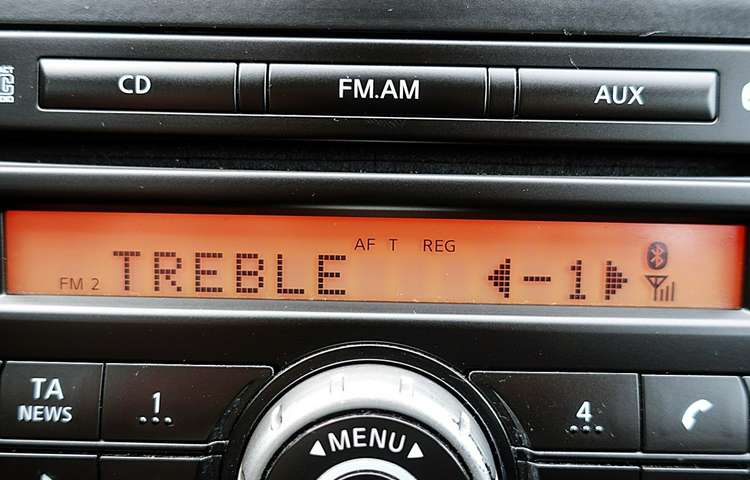 CD FM.AM AUX
AF T REG
FM 2 TREBLE - 1
TA 1 4
NEWS
MENU